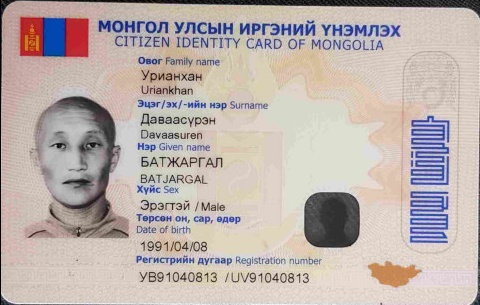 МОНГОЛ УЛСЫН ИРГЭНИЙ ҮНЭМЛЭХ
CITIZEN IDENTITY CARD OF MONGOLIA
Овог Family name
Урианхан
Uriankhan
Эцэг/эх/-ийн нэр Surname
Даваасүрэн
Davaasuren
Нэр Given name
БАТЖАРГАЛ
BATJARGAL
Хүйс Sex
Эрэгтэй /Male
Төрсөн он, сар, өдөр
Date of birth
1991/04/08
Регистрийн дугаар Registration number
УВ91040813 /UV91040813